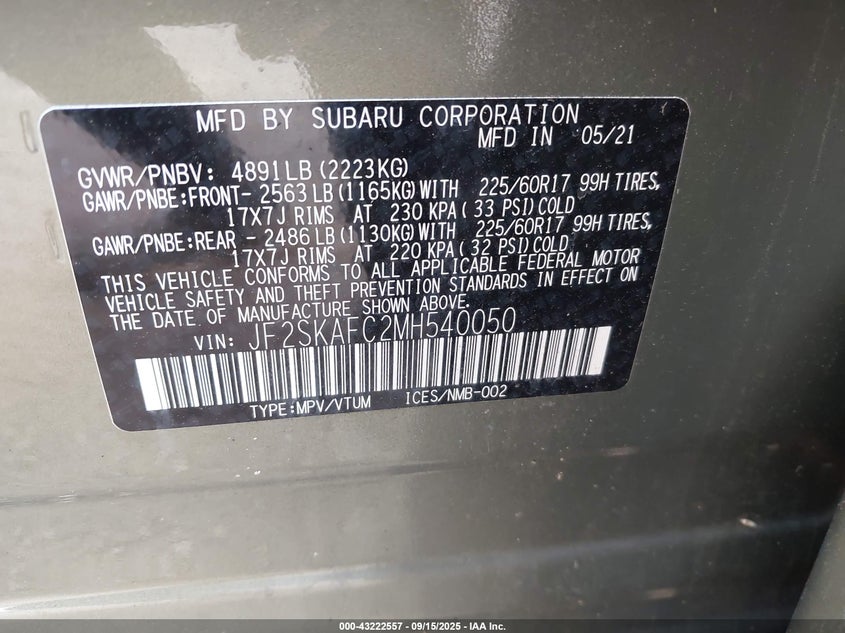 MFD BY SUBARU CORPORATION
MFD IN 05/21
GVWR/PNBV: 4891LB (2223KG)
GAWR/PNBE:FRONT- 2563 LB (1165KG) WITH 225/60R17 99H TIRES,
17X7J RIMS AT 230 KPA ( 33 PSI) COLD
GAWR/PNBE:REAR - 2486 LB (1130KG) WITH 225/60R17 99H TIRES,
17X7J RIMS AT 220 KPA ( 32 PSI) COLD
THIS VEHICLE CONFORMS TO ALL APPLICABLE FEDERAL MOTOR
VEHICLE SAFETY AND THEFT PREVENTION STANDARDS IN EFFECT ON
THE DATE OF MANUFACTURE SHOWN ABOVE.
VIN: JF2SKAFC2MH540050
TYPE:MPV/VTUM ICES/NMB-002
000-43222557 - 09/15/2025 - IAA Inc.